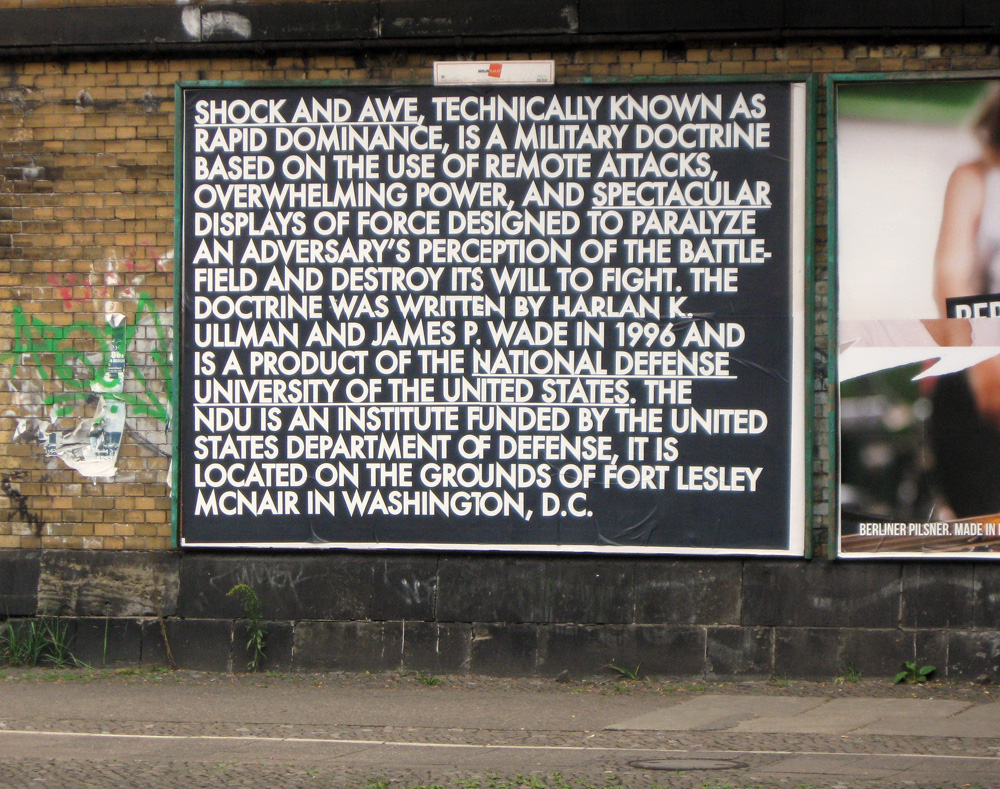 SHOCK AND AWE, TECHNICALLY KNOWN AS
RAPID DOMINANCE, IS A MILITARY DOCTRINE
BASED ON THE USE OF REMOTE ATTACKS,
OVERWHELMING POWER, AND SPECTACULAR
DISPLAYS OF FORCE DESIGNED TO PARALYZE
AN ADVERSARY'S PERCEPTION OF THE BATTLE-
FIELD AND DESTROY ITS WILL TO FIGHT. THE
DOCTRINE WAS WRITTEN BY HARLAN K.
ULLMAN AND JAMES P. WADE IN 1996 AND
IS A PRODUCT OF THE NATIONAL DEFENSE
UNIVERSITY OF THE UNITED STATES. THE
NDU IS AN INSTITUTE FUNDED BY THE UNITED
STATES DEPARTMENT OF DEFENSE, IT IS
LOCATED ON THE GROUNDS OF FORT LESLEY
MCNAIR IN WASHINGTON, D.C.
BERLINER PILSNER. MADE IN